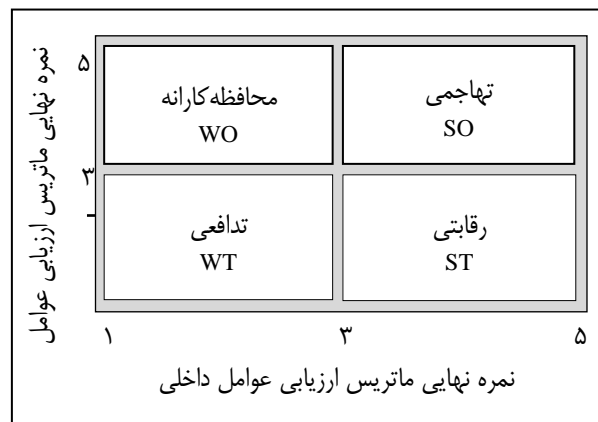 نمره نهایی ماتریس ارزیابی عوامل
۵
۳
محافظه‌کارانه
WO
تهاجمی
SO
تدافعی
WT
رقابتی
ST
۱
۳
۵
نمره نهایی ماتریس ارزیابی عوامل داخلی